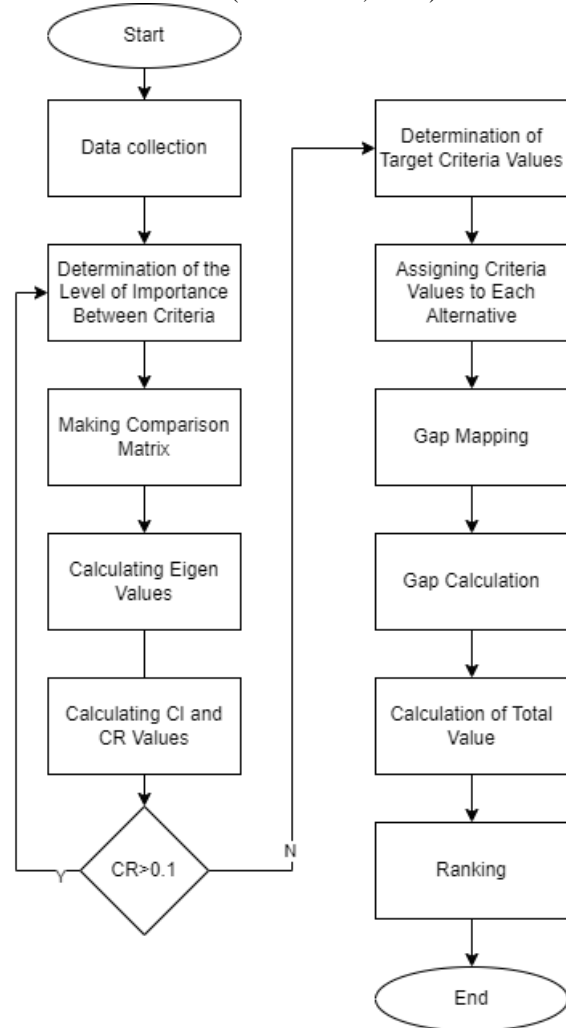 Start
Data collection
Determination of the
Level of Importance
Between Criteria
Making Comparison
Matrix
Calculating Eigen
Values
Calculating CI and
CR Values
CR>0.1
Y
N
Determination of
Target Criteria Values
Assigning Criteria
Values to Each
Alternative
Gap Mapping
Gap Calculation
Calculation of Total
Value
Ranking
End